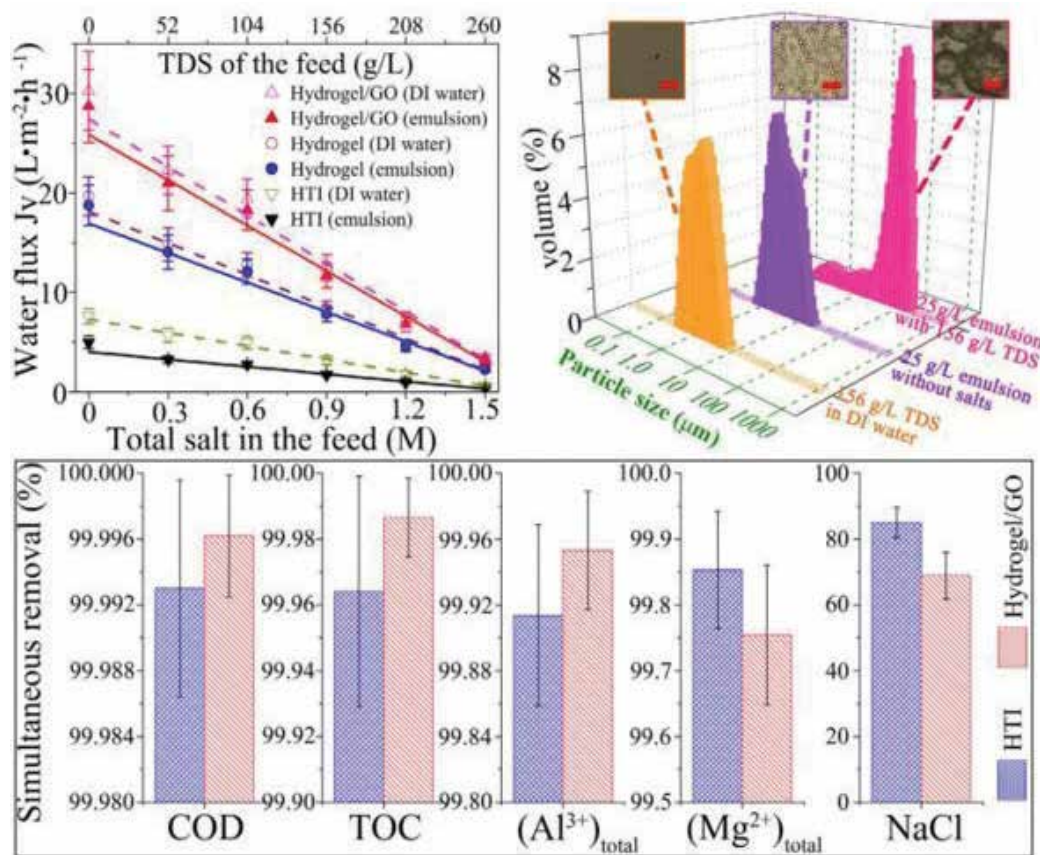 0 52 104 156 208 260
TDS of the feed (g/L)
Hydrogel/GO (DI water)
Hydrogel/GO (emulsion)
Hydrogel (DI water)
Hydrogel (emulsion)
HTI (DI water)
HTI (emulsion)
Water flux Jv (L·m⁻²·h⁻¹)
30
20
10
0
0 0.3 0.6 0.9 1.2 1.5
Total salt in the feed (M)
volume (%)
8
6
4
2
0
0.1 1.0 10 100 1000
Particle size (μm)
25g/L emulsion
with 156 g/L TDS
25 g/L emulsion
without salts
156 g/L TDS
in DI water
Simultaneous removal (%)
100.000
99.996
99.992
99.988
99.984
99.980
COD
100.00
99.98
99.96
99.94
99.92
99.90
TOC
100.00
99.96
99.92
99.88
99.84
99.80
(Al³⁺)total
100.0
99.9
99.8
99.7
99.6
99.5
(Mg²⁺)total
100
80
60
40
20
0
NaCl
Hydrogel/GO
HTI